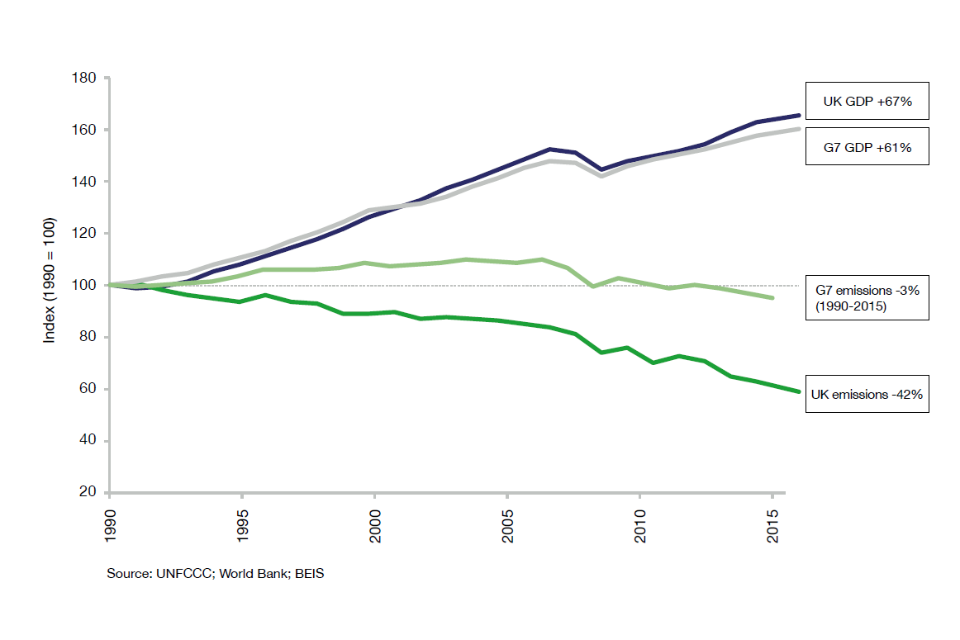 180
UK GDP +67%
160
G7 GDP +61%
140
120
100
G7 emissions -3%
(1990-2015)
80
60
UK emissions -42%
40
20
Index (1990 = 100)
1990
1995
2000
2005
2010
2015
Source: UNFCCC; World Bank; BEIS